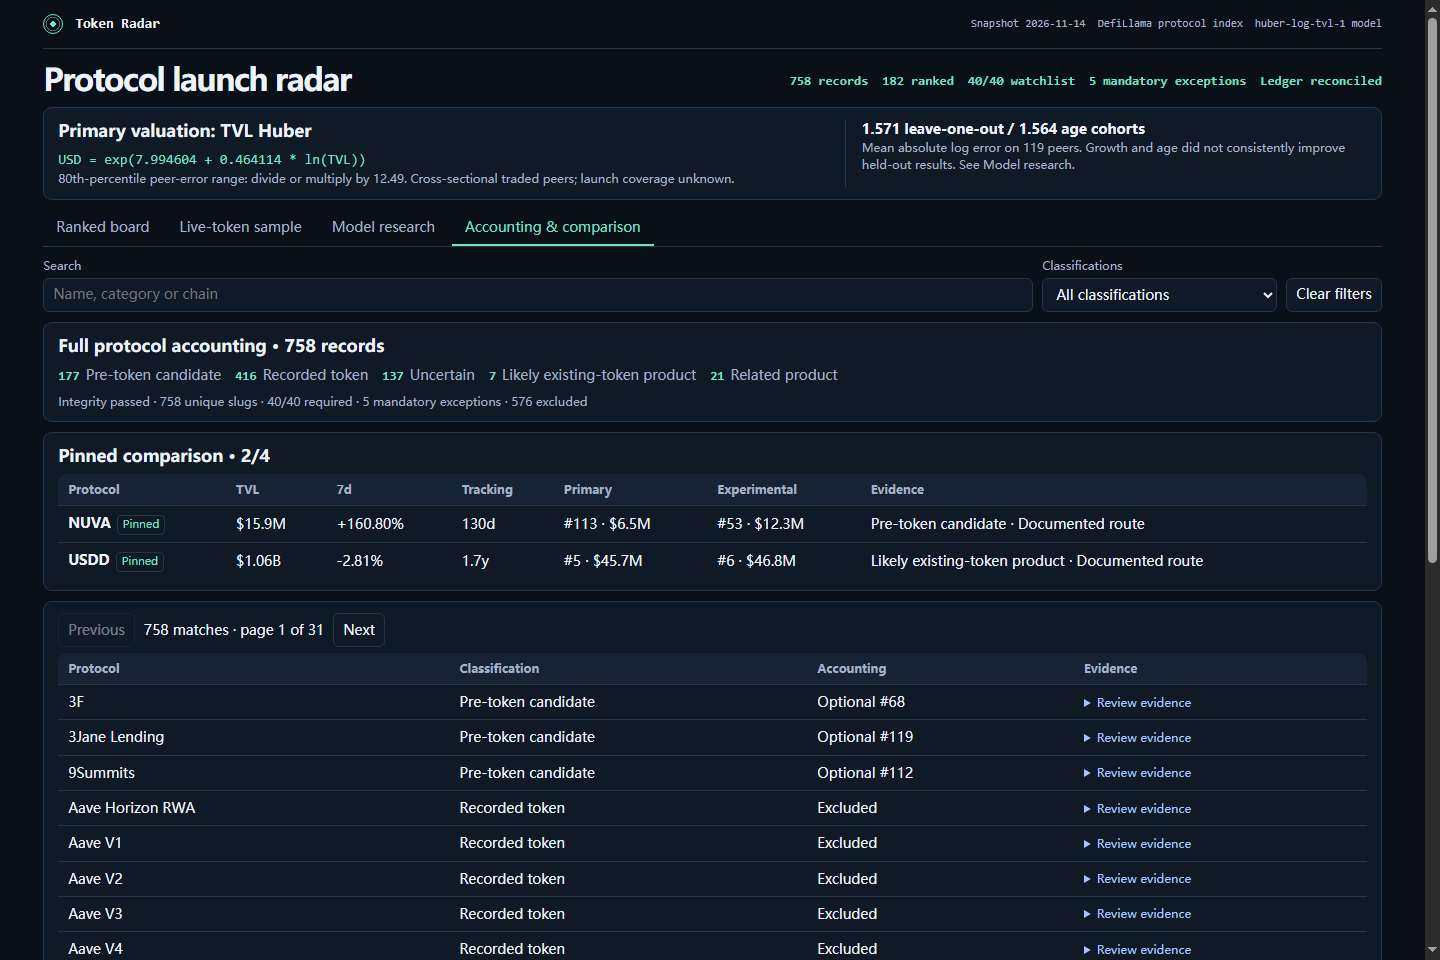 Token Radar
Snapshot 2026-11-14 DefiLlama protocol index huber-log-tvl-1 model
Protocol launch radar
758 records 182 ranked 40/40 watchlist 5 mandatory exceptions Ledger reconciled
Primary valuation: TVL Huber
USD = exp(7.994604 + 0.464114 * ln(TVL))
80th-percentile peer-error range: divide or multiply by 12.49. Cross-sectional traded peers; launch coverage unknown.
1.571 leave-one-out / 1.564 age cohorts
Mean absolute log error on 119 peers. Growth and age did not consistently improve
held-out results. See Model research.
Ranked board Live-token sample Model research Accounting & comparison
Search
Name, category or chain
Classifications
All classifications
Clear filters
Full protocol accounting • 758 records
177 Pre-token candidate 416 Recorded token 137 Uncertain 7 Likely existing-token product 21 Related product
Integrity passed · 758 unique slugs · 40/40 required · 5 mandatory exceptions · 576 excluded
Pinned comparison • 2/4
Protocol TVL 7d Tracking Primary Experimental Evidence
NUVA Pinned $15.9M +160.80% 130d #113 · $6.5M #53 · $12.3M Pre-token candidate · Documented route
USDD Pinned $1.06B -2.81% 1.7y #5 · $45.7M #6 · $46.8M Likely existing-token product · Documented route
Previous 758 matches · page 1 of 31 Next
Protocol Classification Accounting Evidence
3F Pre-token candidate Optional #68 Review evidence
3Jane Lending Pre-token candidate Optional #119 Review evidence
9Summits Pre-token candidate Optional #112 Review evidence
Aave Horizon RWA Recorded token Excluded Review evidence
Aave V1 Recorded token Excluded Review evidence
Aave V2 Recorded token Excluded Review evidence
Aave V3 Recorded token Excluded Review evidence
Aave V4 Recorded token Excluded Review evidence